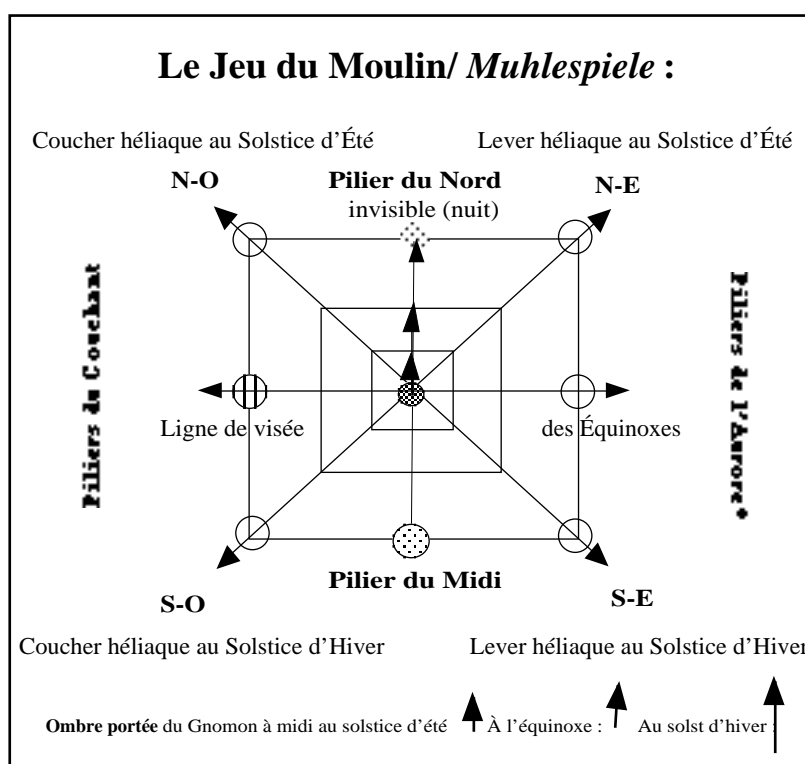 Le Jeu du Moulin/ Muhlespiele :
Coucher héliaque au Solstice d'Été
Lever héliaque au Solstice d'Été
N-O
Pilier du Nord
N-E
invisible (nuit)
Piliers du Couchant
Piliers de l'Aurore
Ligne de visée
des Équinoxes
Pilier du Midi
S-O
S-E
Coucher héliaque au Solstice d'Hiver
Lever héliaque au Solstice d'Hiver
Ombre portée du Gnomon à midi au solstice d'été
À l'équinoxe :
Au solst d'hiver :